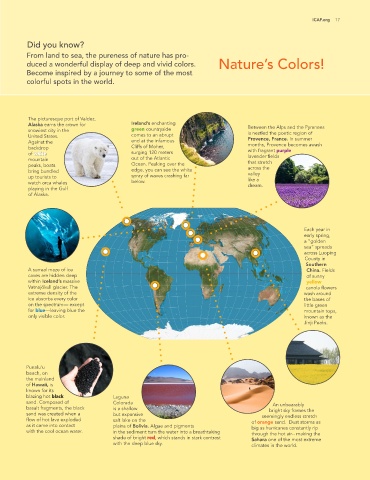 iCAP.org 17
Did you know?
From land to sea, the pureness of nature has pro-
duced a wonderful display of deep and vivid colors.
Become inspired by a journey to some of the most
colorful spots in the world.
Nature's Colors!
The picturesque port of Valdez,
Alaska earns the crown for
snowiest city in the
United States.
Against the
backdrop
of
mountain
peaks, boats
bring bundled
up tourists to
watch orca whales
playing in the Gulf
of Alaska.
Ireland's enchanting
green countryside
comes to an abrupt
end at the infamous
Cliffs of Moher,
surging 120 meters
out of the Atlantic
Ocean. Peeking over the
edge, you can see the white
spray of waves crashing far
below.
Between the Alps and the Pyrenees
is nestled the poetic region of
Provence, France. In summer
months, Provence becomes awash
with fragrant purple
lavender fields
that stretch
across the
valley
like a
dream.
Each year in
early spring,
a "golden
sea" spreads
across Luoping
County in
Southern
China. Fields
of sunny
yellow
canola flowers
wash around
the bases of
little green
mountain tops,
known as the
Jinji Peaks.
A surreal maze of ice
caves are hidden deep
within Iceland's massive
Vatnajökull glacier. The
extreme density of the
ice absorbs every color
on the spectrum—except
for blue—leaving blue the
only visible color.
Punalu'u
beach, on
the mainland
of Hawaii, is
known for its
blazing hot black
sand. Composed of
basalt fragments, the black
sand was created when a
flow of hot lava exploded
as it came into contact
with the cool ocean water.
Laguna
Colorada
is a shallow
but expansive
salt lake on the
plains of Bolivia. Algae and pigments
in the sediment turn the water into a breathtaking
shade of bright red, which stands in stark contrast
with the steep blue sky.
An unbearably
bright sky frames the
seemingly endless stretch
of orange sand. Dust storms as
big as hurricanes constantly rip
through the hot air, making the
Sahara one of the most extreme
climates in the world.